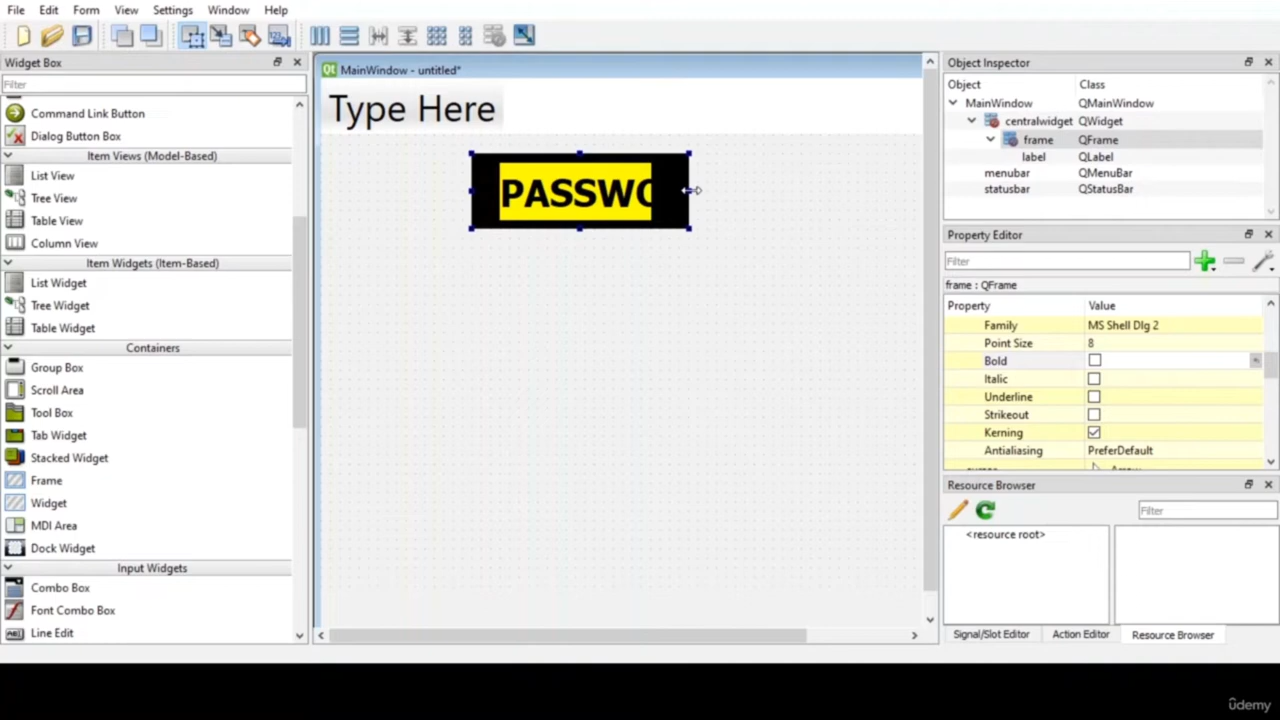 File Edit Form View Settings Window Help
Widget Box
Filter
Command Link Button
Dialog Button Box
Item Views (Model-Based)
List View
Tree View
Table View
Column View
Item Widgets (Item-Based)
List Widget
Tree Widget
Table Widget
Containers
Group Box
Scroll Area
Tool Box
Tab Widget
Stacked Widget
Frame
Widget
MDI Area
Dock Widget
Input Widgets
Combo Box
Font Combo Box
Line Edit
Qt MainWindow - untitled*
Type Here
PASSWO
Object Inspector
Object Class
MainWindow QMainWindow
centralwidget QWidget
frame QFrame
label QLabel
menubar QMenuBar
statusbar QStatusBar
Property Editor
Filter
frame : QFrame
Property Value
Family MS Shell Dlg 2
Point Size 8
Bold
Italic
Underline
Strikeout
Kerning
Antialiasing PreferDefault
Resource Browser
Filter
<resource root>
Signal/Slot Editor Action Editor Resource Browser
ûdemy